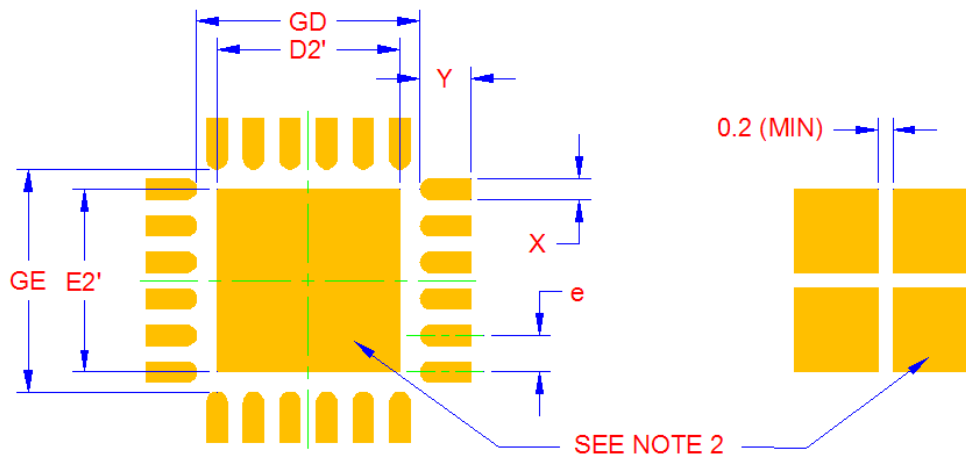 GD
D2'
Y
0.2 (MIN)
X
GE
E2'
e
SEE NOTE 2